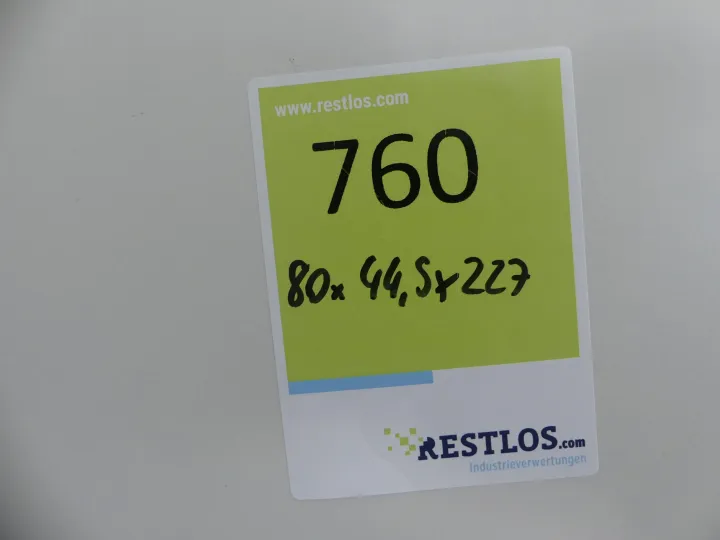 www.restlos.com
760
80x 44,5x227
RESTLOS.com
Industrieverwertungen